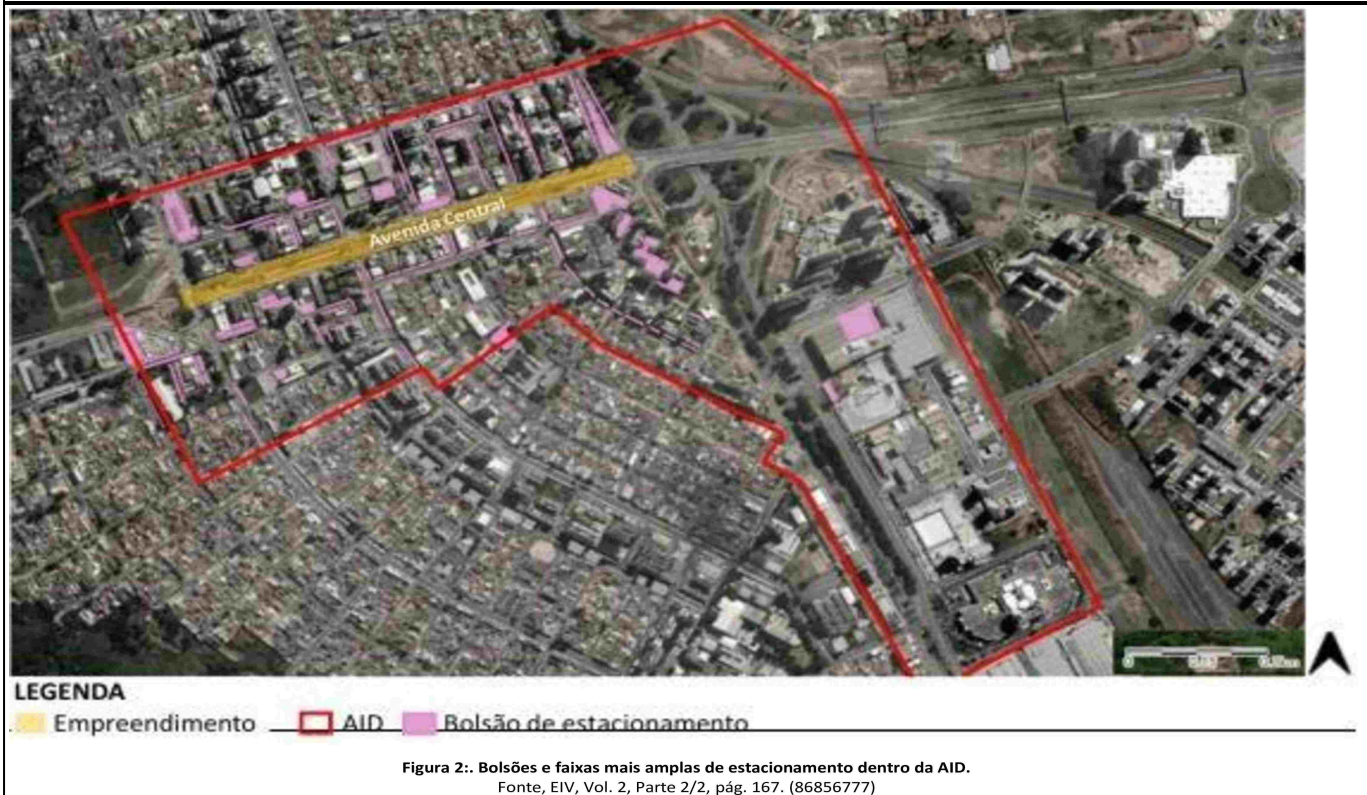 Avenida Central
0
LEGENDA
Empreendimento AID Bolsão de estacionamento
Figura 2:. Bolsões e faixas mais amplas de estacionamento dentro da AID.
Fonte, EIV, Vol. 2, Parte 2/2, pág. 167. (86856777)